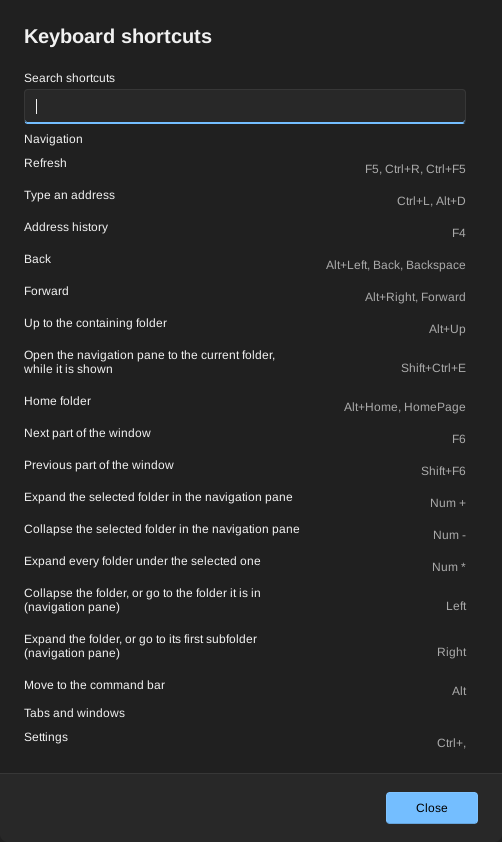 Keyboard shortcuts
Search shortcuts
Navigation
Refresh
F5, Ctrl+R, Ctrl+F5
Type an address
Ctrl+L, Alt+D
Address history
F4
Back
Alt+Left, Back, Backspace
Forward
Alt+Right, Forward
Up to the containing folder
Alt+Up
Open the navigation pane to the current folder,
while it is shown
Shift+Ctrl+E
Home folder
Alt+Home, HomePage
Next part of the window
F6
Previous part of the window
Shift+F6
Expand the selected folder in the navigation pane
Num +
Collapse the selected folder in the navigation pane
Num -
Expand every folder under the selected one
Num *
Collapse the folder, or go to the folder it is in
(navigation pane)
Left
Expand the folder, or go to its first subfolder
(navigation pane)
Right
Move to the command bar
Alt
Tabs and windows
Settings
Ctrl+,
Close